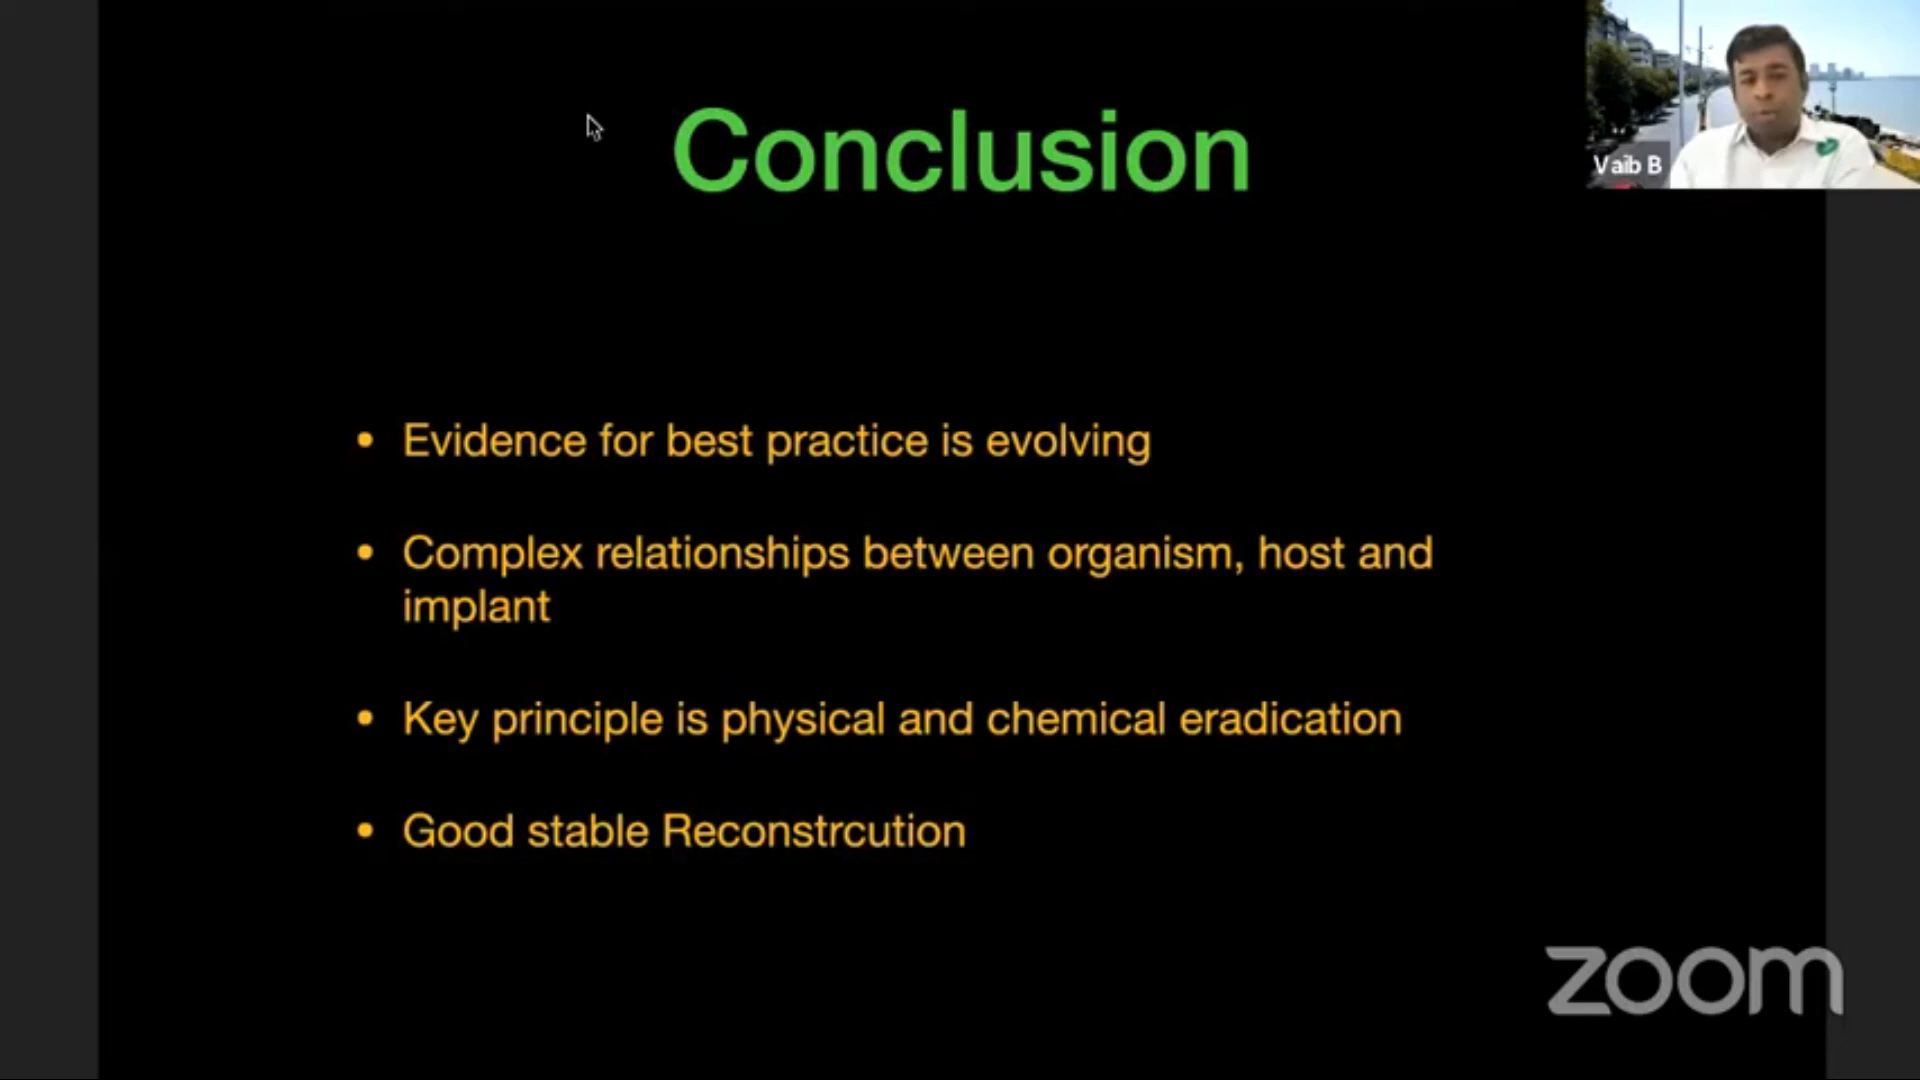 Conclusion
Vaib B
• Evidence for best practice is evolving
• Complex relationships between organism, host and
implant
• Key principle is physical and chemical eradication
• Good stable Reconstrcution
zoom